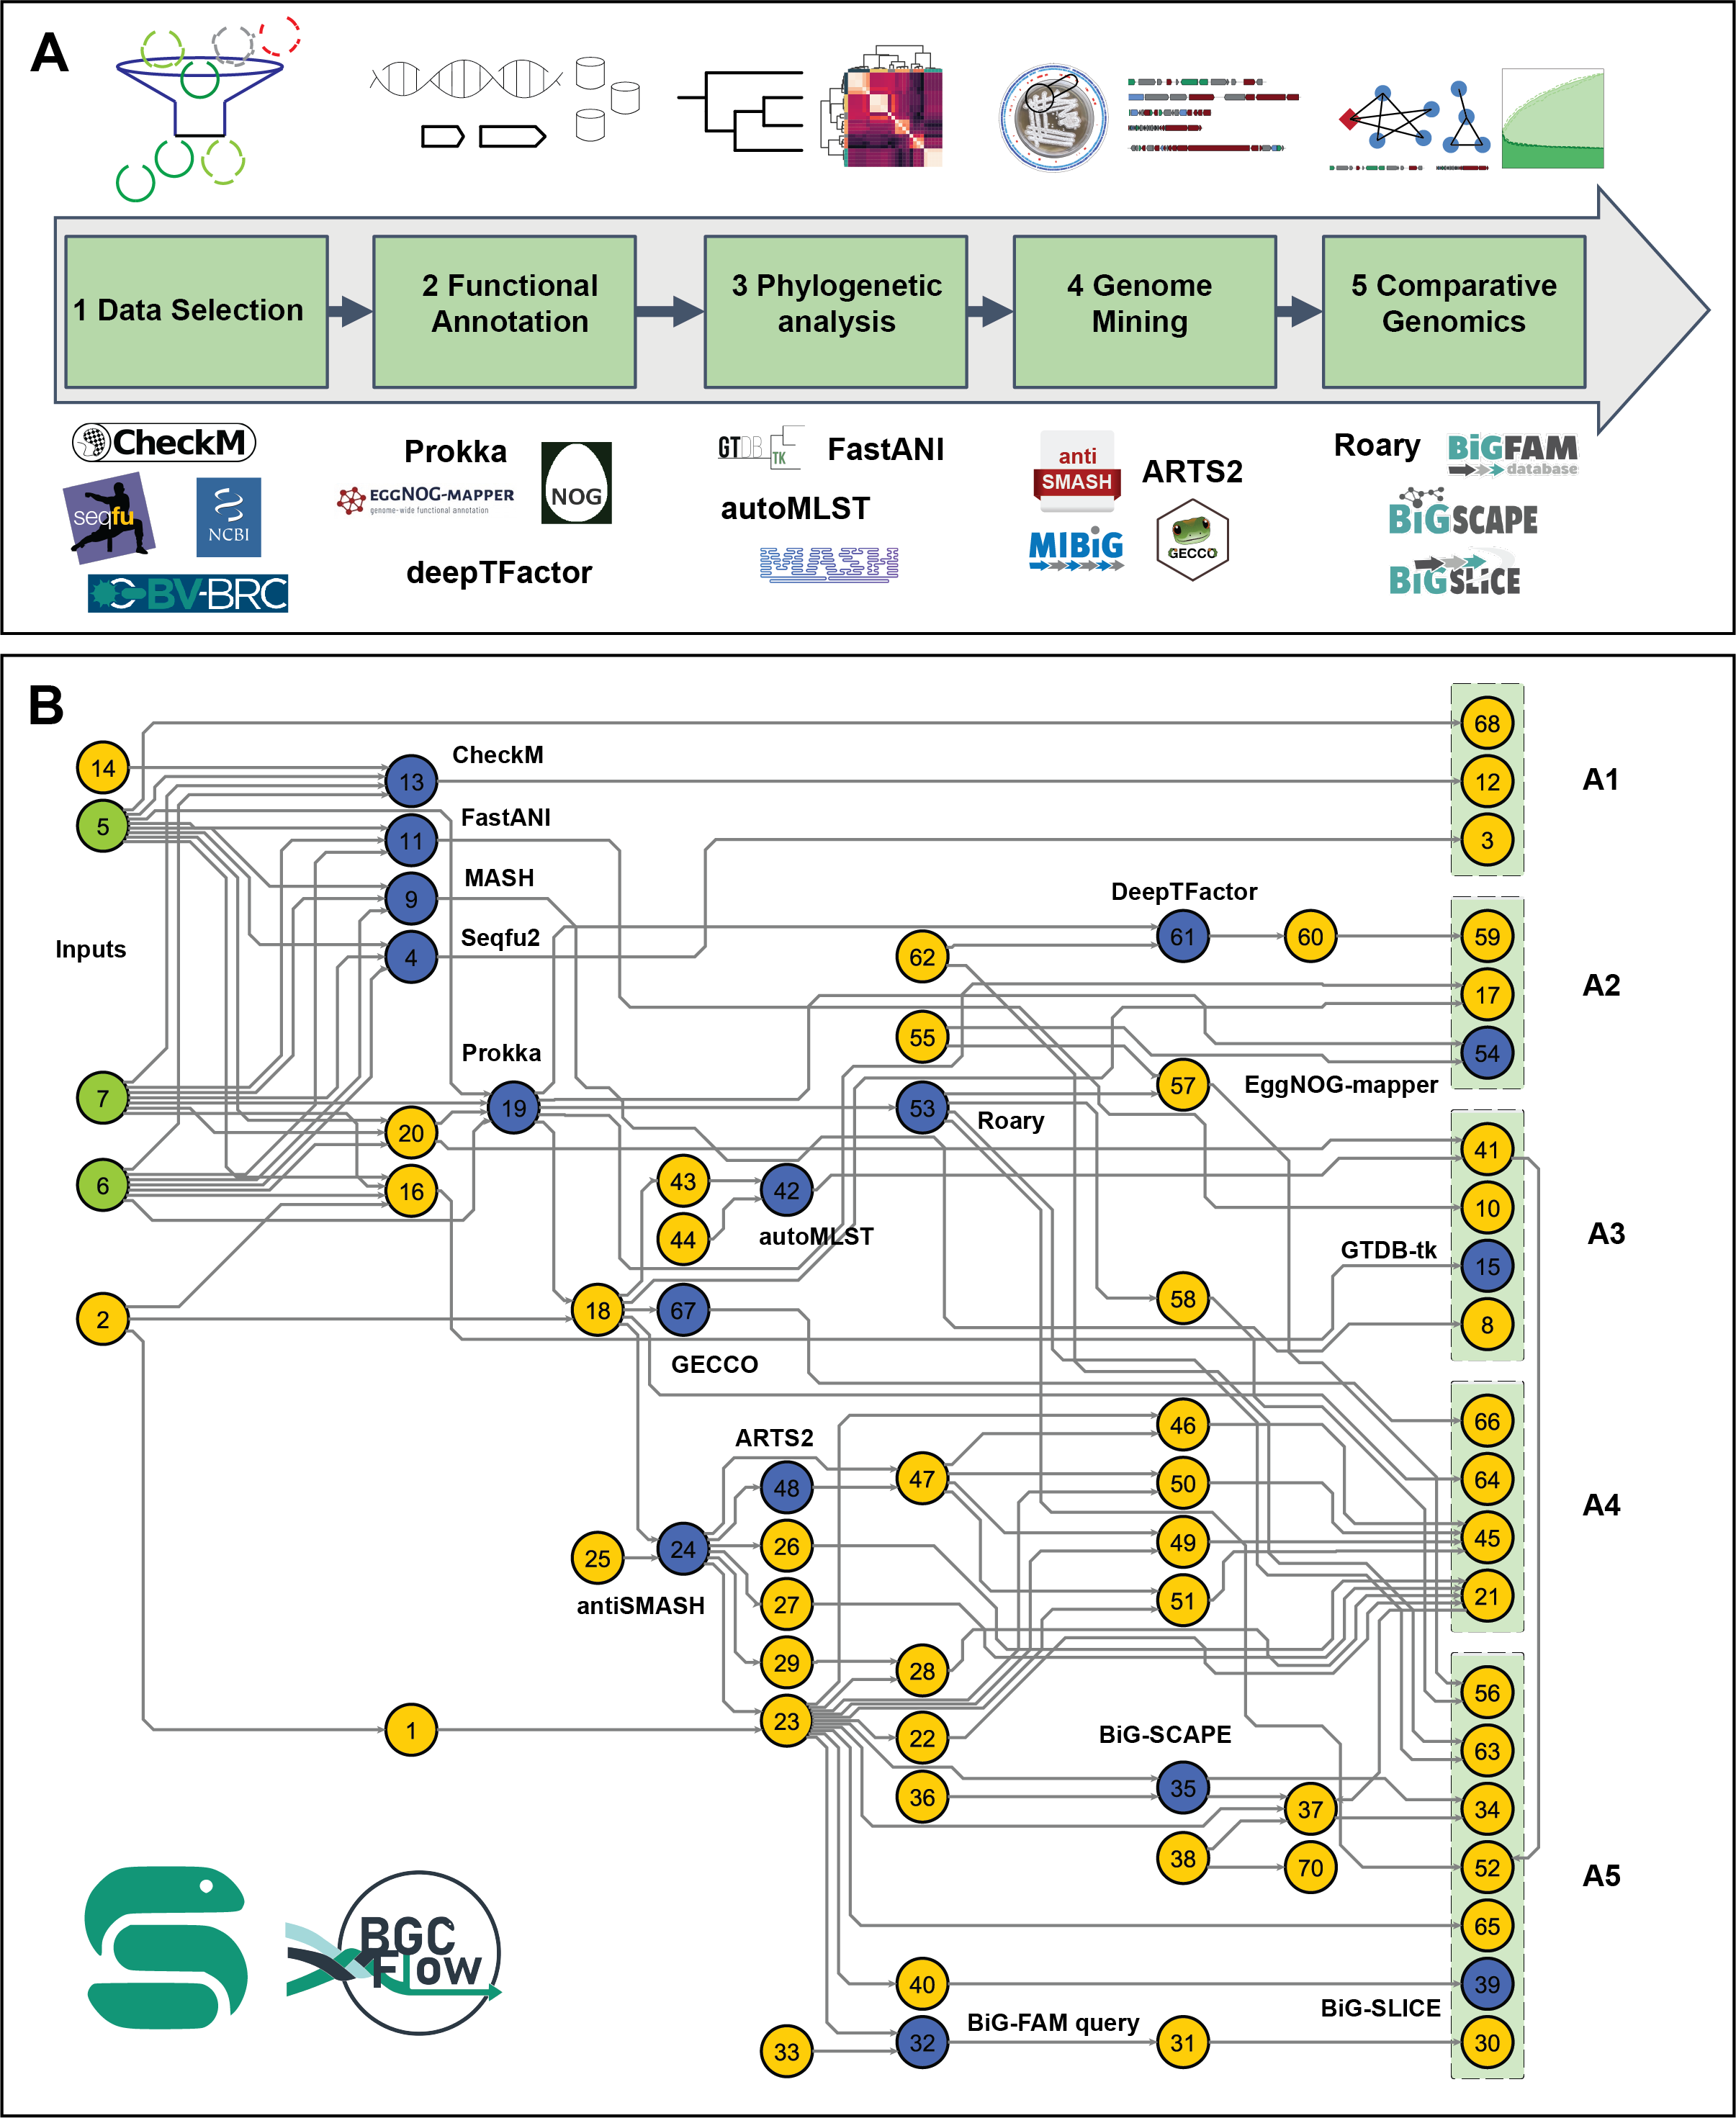 A
1 Data Selection
2 Functional
Annotation
3 Phylogenetic
analysis
4 Genome
Mining
5 Comparative
Genomics
CheckM
seqfu
NCBI
BV-BRC
Prokka
EGGNOG-MAPPER
genome-wide functional annotation
NOG
deepTFactor
GTDB
TK
FastANI
autoMLST
MASH
anti
SMASH
ARTS2
MIBiG
GECCO
Roary
BiGFAM
database
BiGSCAPE
BiGSLiCE
B
68
14
CheckM
13
12
A1
5
FastANI
11
3
MASH
9
DeepTFactor
Seqfu2
4
Inputs
62
61
60
59
17
A2
55
54
Prokka
7
57
EggNOG-mapper
19
53
Roary
20
41
6
16
43
42
10
44
autoMLST
A3
GTDB-tk
15
2
18
67
58
8
GECCO
66
46
ARTS2
47
64
48
50
A4
25
24
26
49
45
antiSMASH
27
51
21
29
28
56
23
1
22
BiG-SCAPE
63
36
35
37
34
38
70
52
A5
65
BGC
FLOW
40
39
BiG-SLICE
BiG-FAM query
33
32
31
30